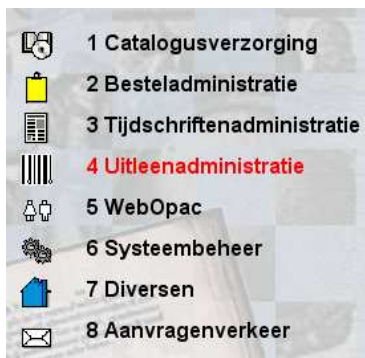 1 Catalogusverzorging
2 Besteladministratie
3 Tijdschriftenadministratie
4 Uitleenadministratie
5 WebOpac
6 Systeembeheer
7 Diversen
8 Aanvragenverkeer